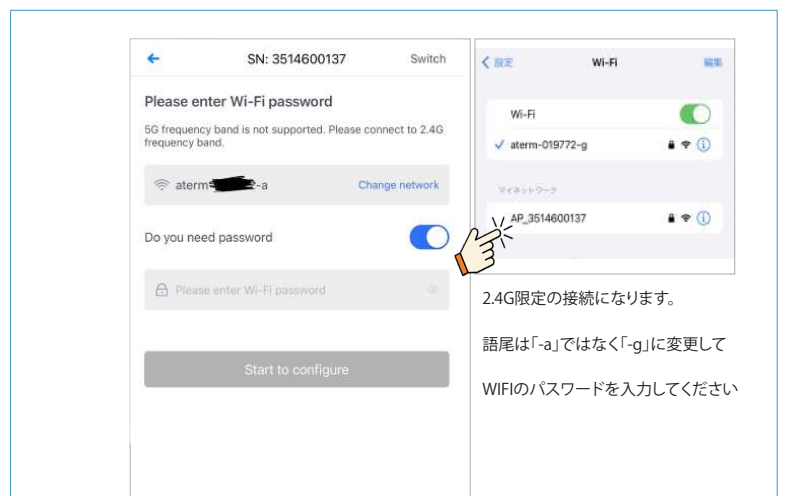 SN: 3514600137
Switch
Please enter Wi-Fi password
5G frequency band is not supported. Please connect to 2.4G
frequency band.
aterm
-a
Change network
Do you need password
Please enter Wi-Fi password
Start to configure
設定
Wi-Fi
編集
Wi-Fi
aterm-019772-g
マイネットワーク
AP_3514600137
2.4G限定の接続になります。
語尾は「-a」ではなく「-g」に変更して
WIFIのパスワードを入力してください